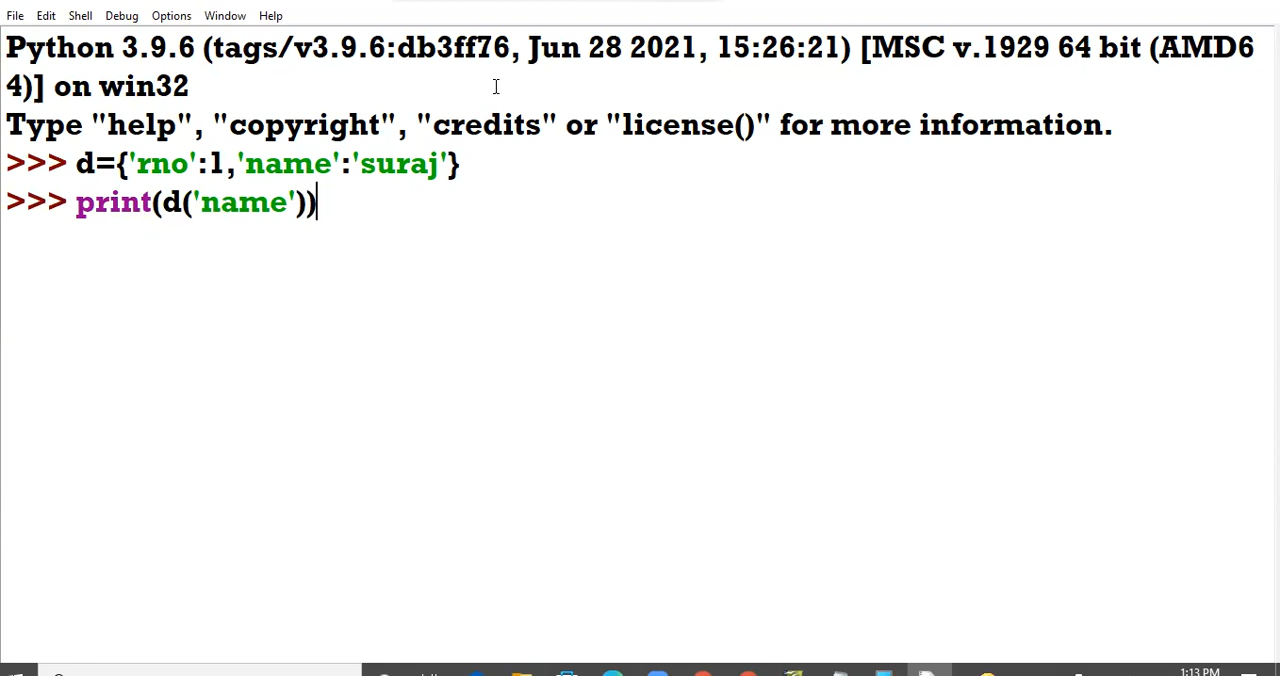 File Edit Shell Debug Options Window Help
Python 3.9.6 (tags/v3.9.6:db3ff76, Jun 28 2021, 15:26:21) [MSC v.1929 64 bit (AMD6
4)] on win32
Type "help", "copyright", "credits" or "license()" for more information.
>>> d={'rno':1,'name':'suraj'}
>>> print(d('name'))
1:13 PM